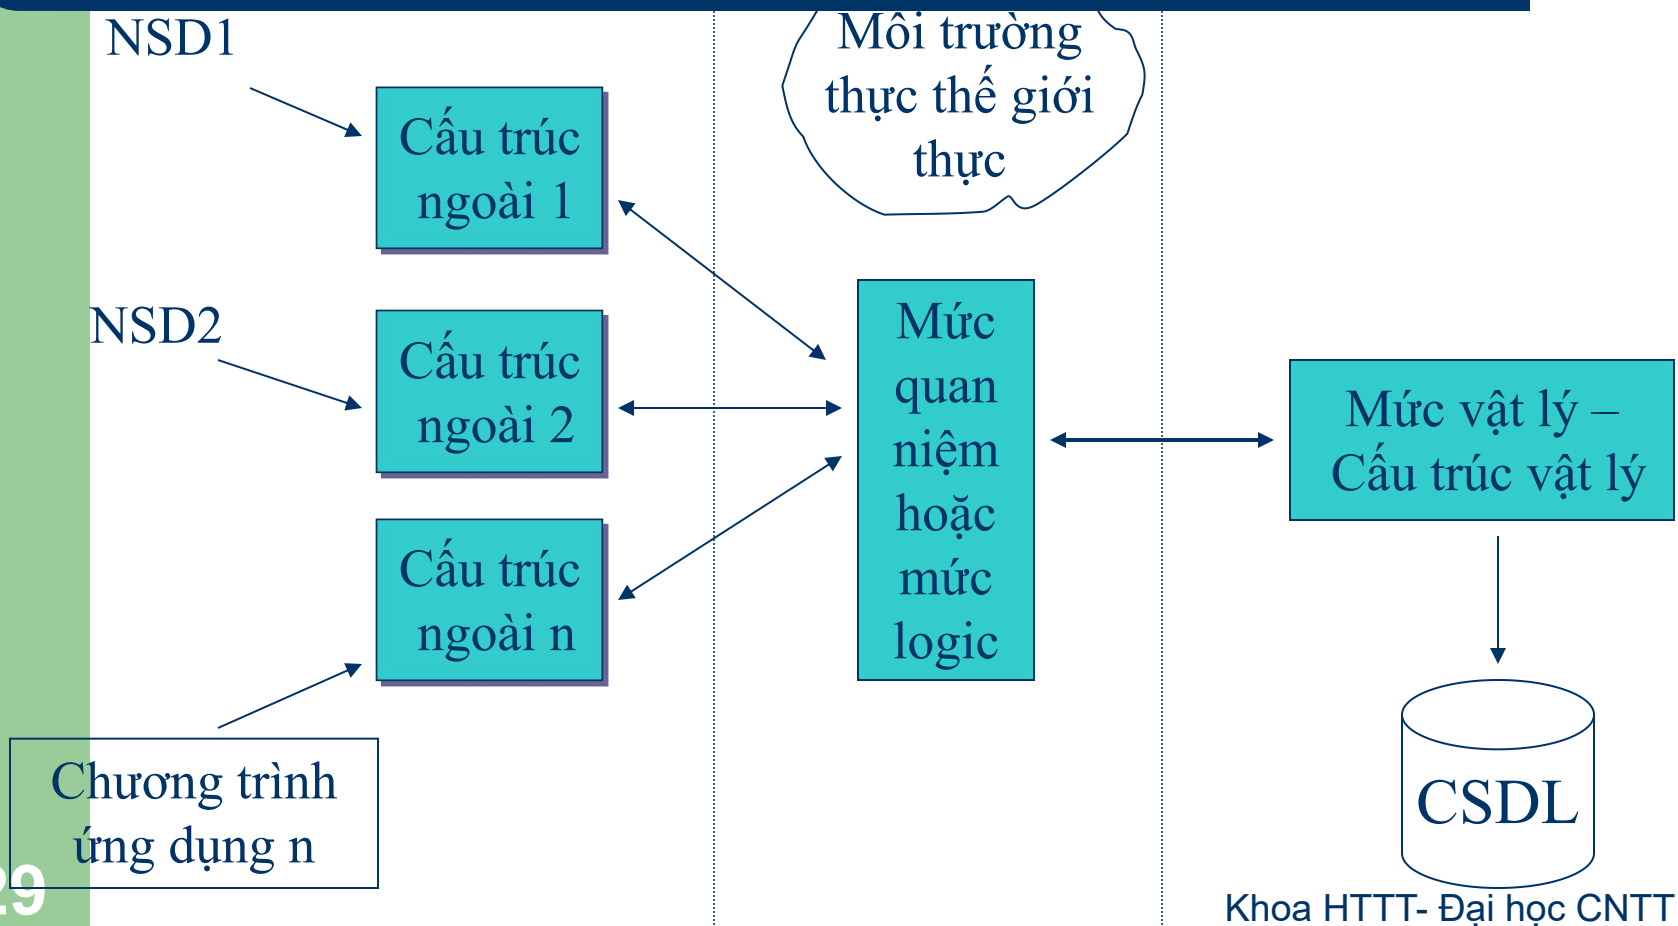 NSD1
Môi trường
thực thế giới
thực
Cấu trúc
ngoài 1
NSD2
Cấu trúc
ngoài 2
Mức
quan
niệm
hoặc
mức
logic
Mức vật lý –
Cấu trúc vật lý
Cấu trúc
ngoài n
Chương trình
ứng dụng n
CSDL
29
Khoa HTTT- Đại học CNTT